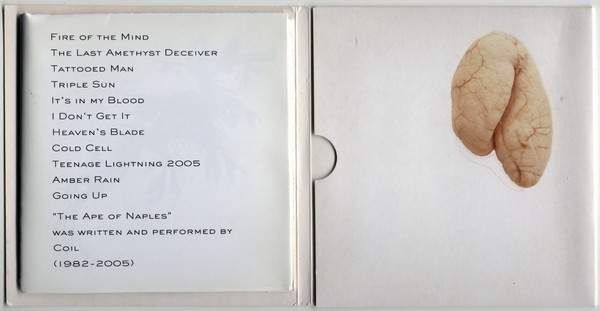 Fire of the Mind
The Last Amethyst Deceiver
Tattooed Man
Triple Sun
It's in my Blood
I Don't Get It
Heaven's Blade
Cold Cell
Teenage Lightning 2005
Amber Rain
Going Up
"The Ape of Naples"
was written and performed by
Coil
(1982-2005)